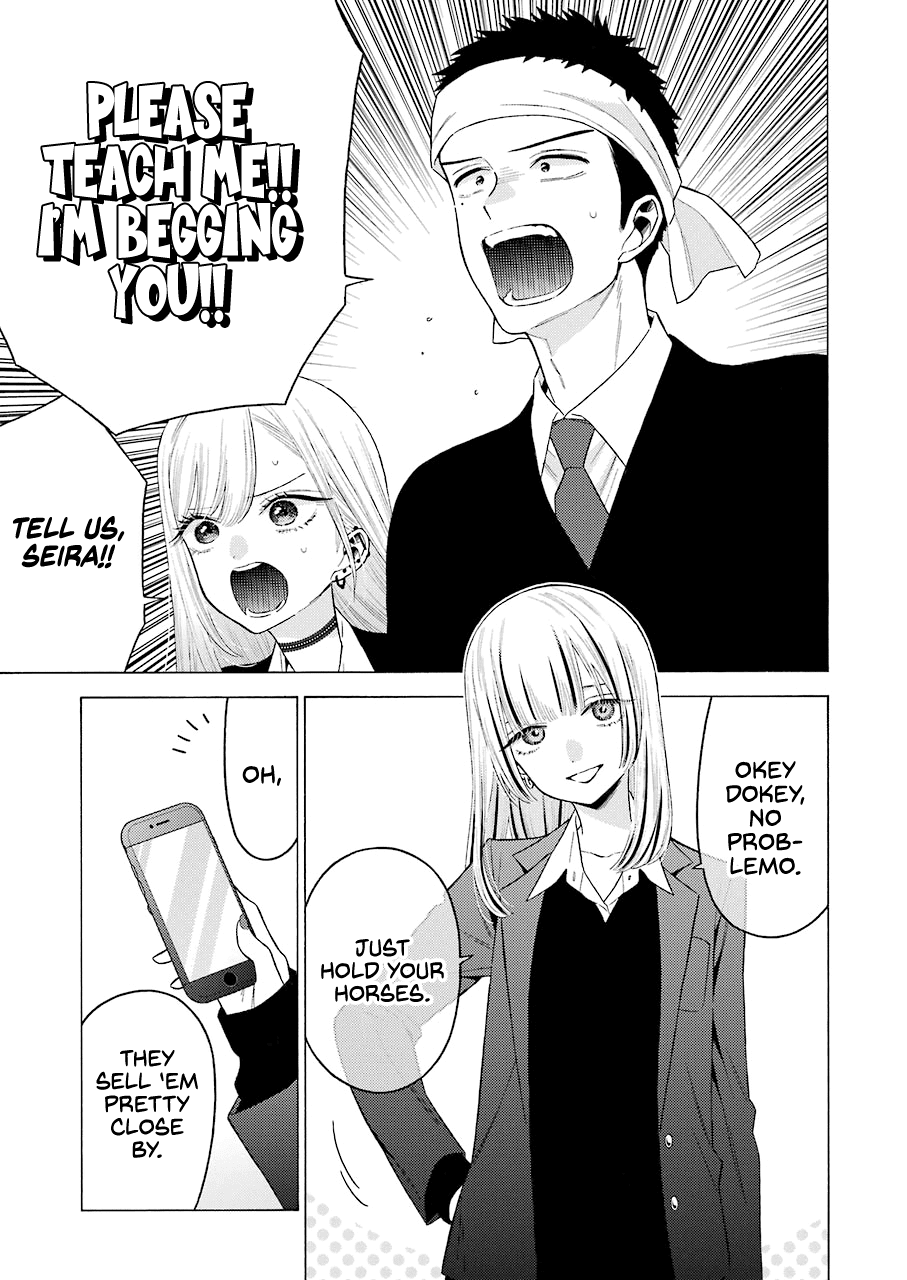 PLEASE
TEACH ME!!
I'M BEGGING
YOU!!
TELL US,
SEIRA!!
OKEY
DOKEY,
NO
PROB-
LEMO.
JUST
HOLD YOUR
HORSES.
OH,
THEY
SELL 'EM
PRETTY
CLOSE
BY.